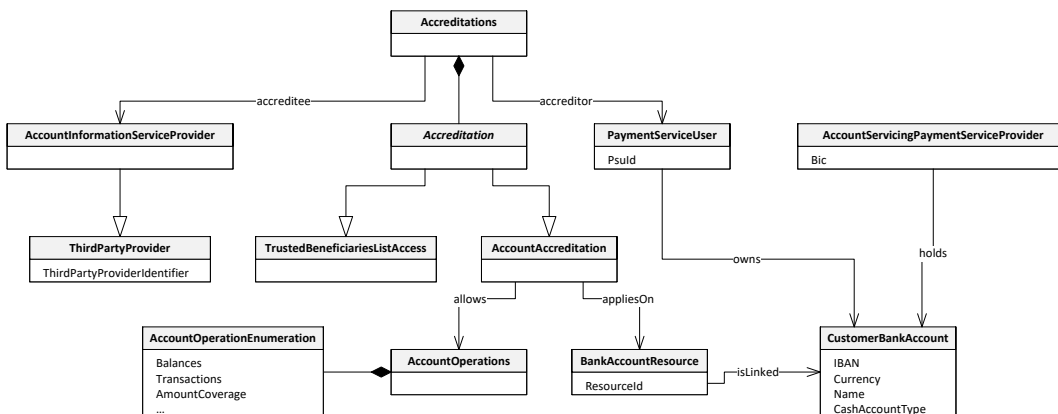 Accreditations
accreditee
accreditor
AccountInformationServiceProvider
Accreditation
PaymentServiceUser
PsuId
AccountServicingPaymentServiceProvider
Bic
ThirdPartyProvider
ThirdPartyProviderIdentifier
TrustedBeneficiariesListAccess
AccountAccreditation
owns
holds
allows
appliesOn
AccountOperationEnumeration
Balances
Transactions
AmountCoverage
...
AccountOperations
BankAccountResource
ResourceId
isLinked
CustomerBankAccount
IBAN
Currency
Name
CashAccountType